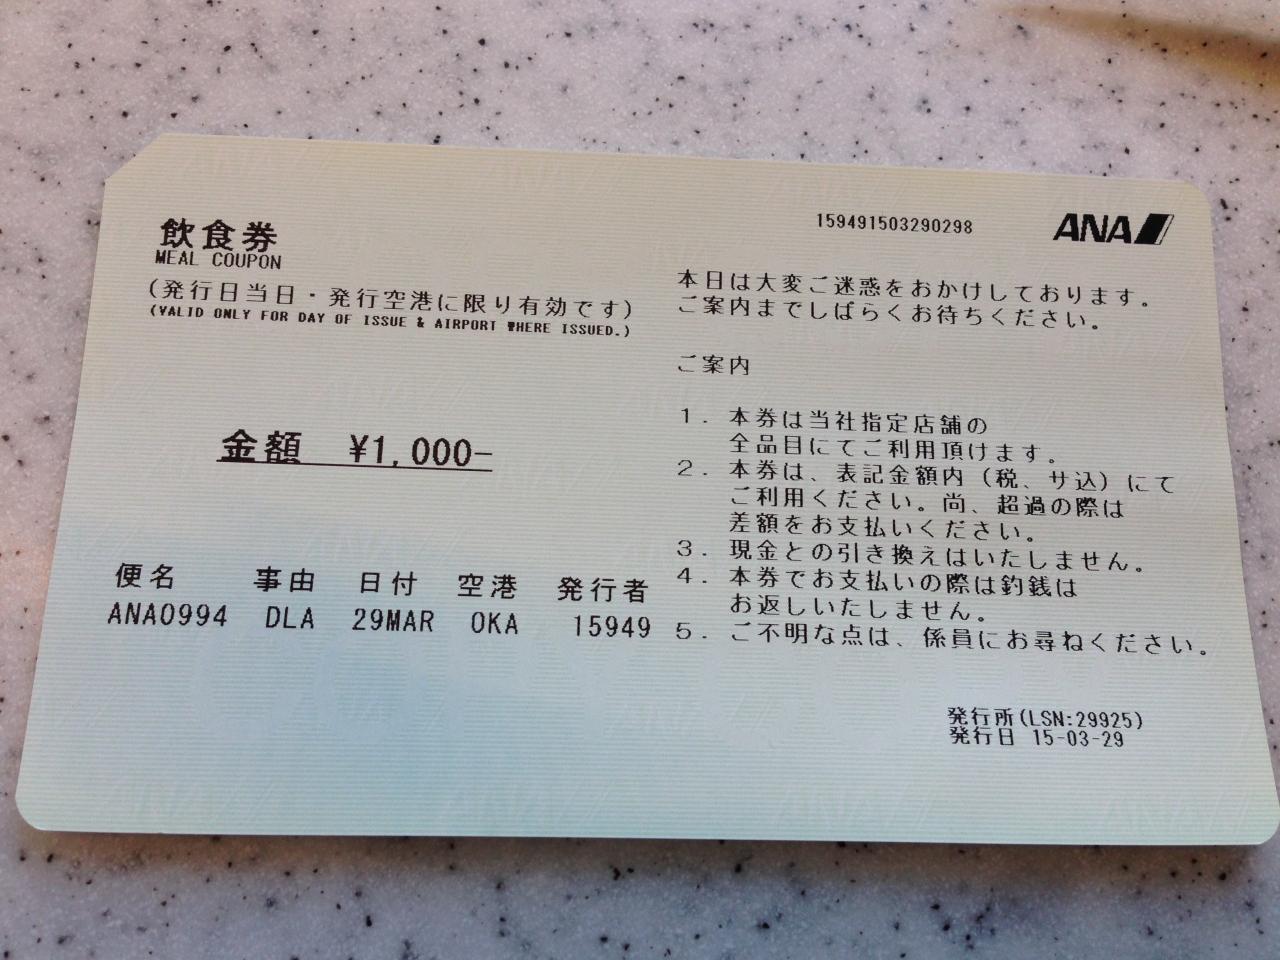 飲食券
MEAL COUPON
(発行日当日・発行空港に限り有効です)
(VALID ONLY FOR DAY OF ISSUE & AIRPORT WHERE ISSUED.)
金額 ¥1,000-
便名 事由 日付 空港 発行者
ANA0994 DLA 29MAR OKA 15949
159491503290298
ANA
本日は大変ご迷惑をおかけしております。
ご案内までしばらくお待ちください。
ご案内
1. 本券は当社指定店舗の
全品目にてご利用頂けます。
2. 本券は、表記金額内(税、サ込)にて
ご利用ください。尚、超過の際は
差額をお支払いください。
3. 現金との引き換えはいたしません。
4. 本券でお支払いの際は釣銭は
お返しいたしません。
5. ご不明な点は、係員にお尋ねください。
発行所(LSN:29925)
発行日 15-03-29